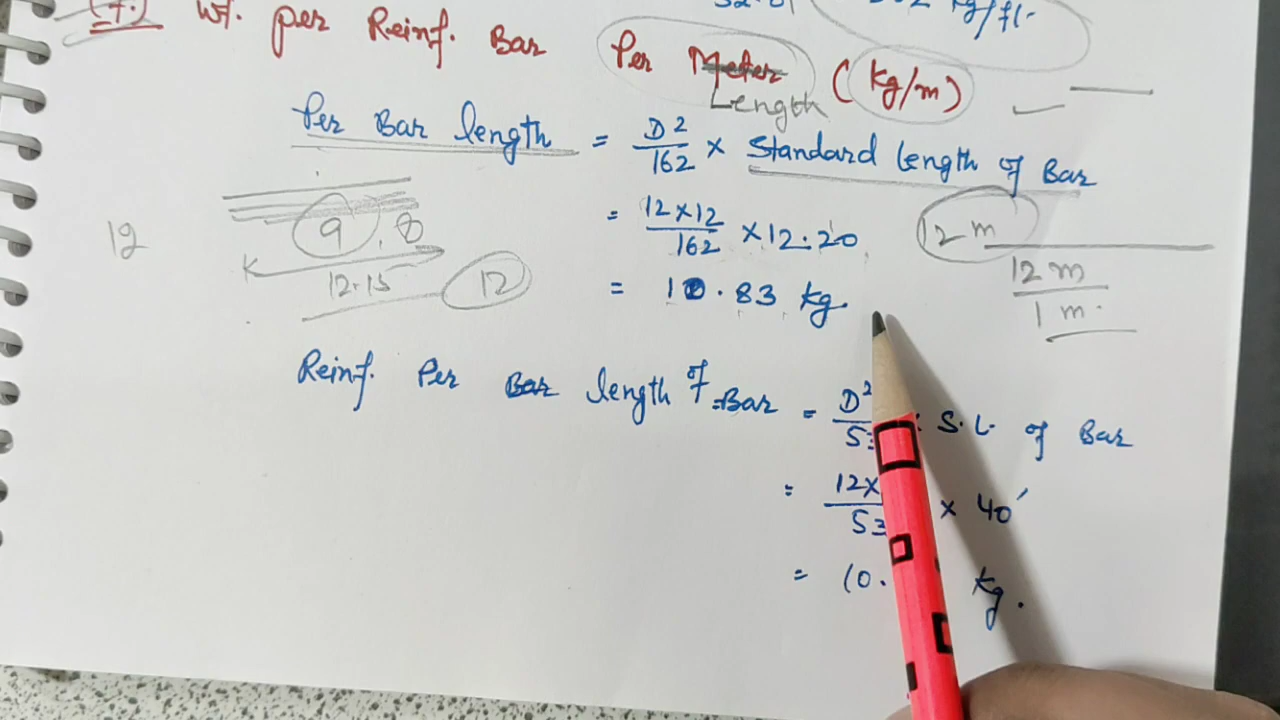 (f.) Wt. per Reinf. Bar Per Meter (kg/m)
Length
Per Bar length = D²/162 × Standard length of Bar
= 12×12/162 × 12.20
12 m
12 m
1 m.
12
9.8
12.15
12
= 10.83 kg.
Reinf. Per Bar length of Bar = D² S.L. of Bar
= 12× × 40′
= 10. kg.